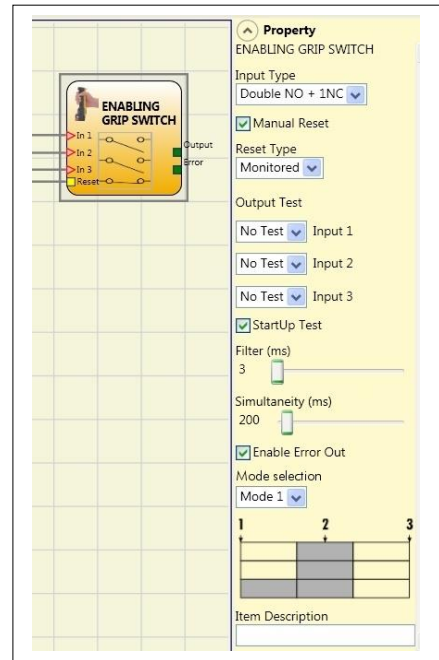 ENABLING
GRIP SWITCH
In 1
In 2
In 3
Reset
Output
Error
Property
ENABLING GRIP SWITCH
Input Type
Double NO + 1NC
Manual Reset
Reset Type
Monitored
Output Test
No Test Input 1
No Test Input 2
No Test Input 3
StartUp Test
Filter (ms)
3
Simultaneity (ms)
200
Enable Error Out
Mode selection
Mode 1
1 2 3
Item Description